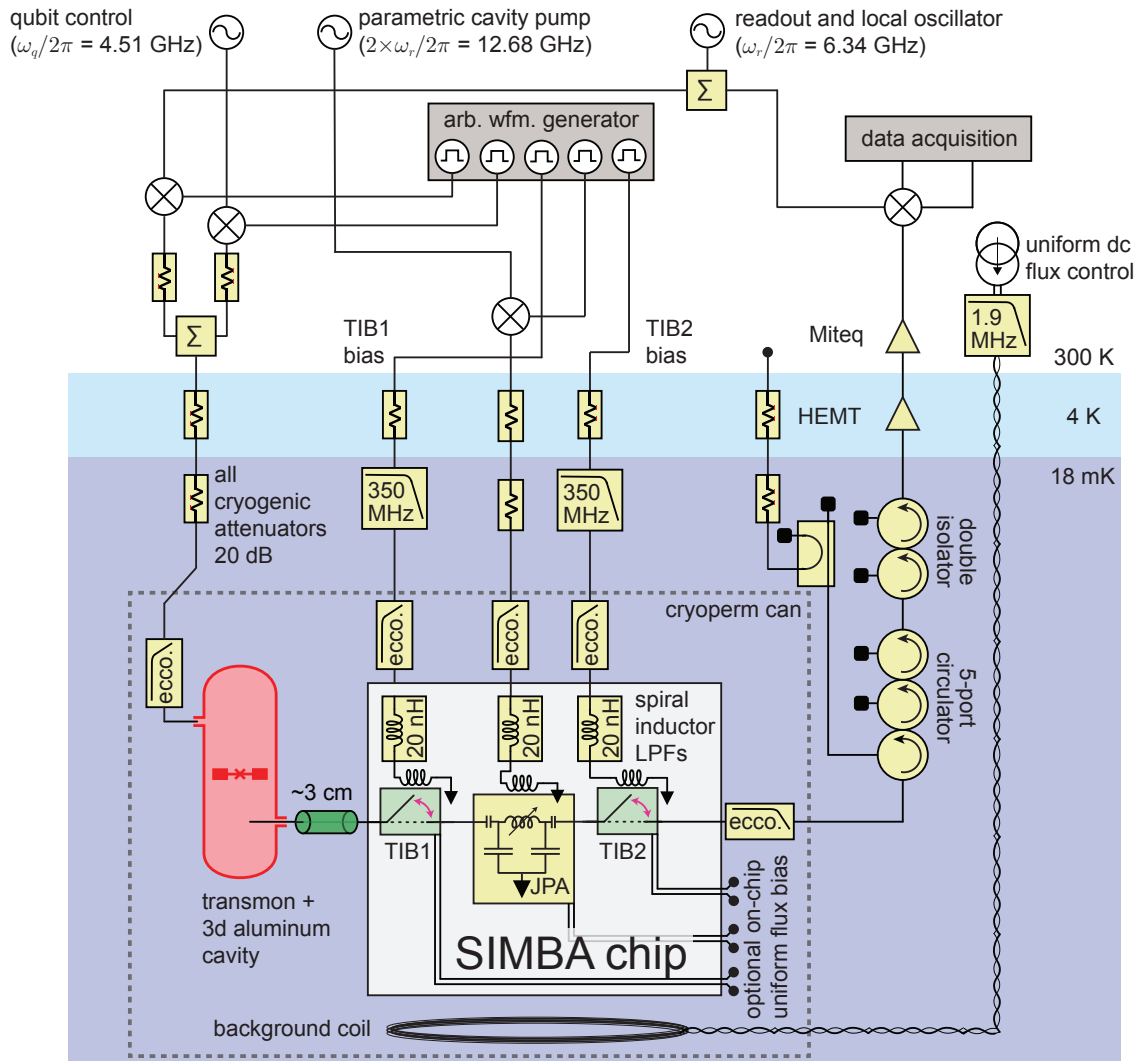 qubit control
(ω_q/2π = 4.51 GHz)
parametric cavity pump
(2×ω_r/2π = 12.68 GHz)
readout and local oscillator
(ω_r/2π = 6.34 GHz)
Σ
arb. wfm. generator
data acquisition
uniform dc
flux control
1.9
MHz
Σ
TIB1
bias
TIB2
bias
Miteq
300 K
HEMT
4 K
18 mK
all
cryogenic
attenuators
20 dB
350
MHz
350
MHz
double
isolator
cryoperm can
ecco.
ecco.
ecco.
ecco.
5-port
circulator
20 nH
20 nH
20 nH
spiral
inductor
LPFs
~3 cm
TIB1
JPA
TIB2
ecco.
transmon +
3d aluminum
cavity
SIMBA chip
optional on-chip
uniform flux bias
background coil